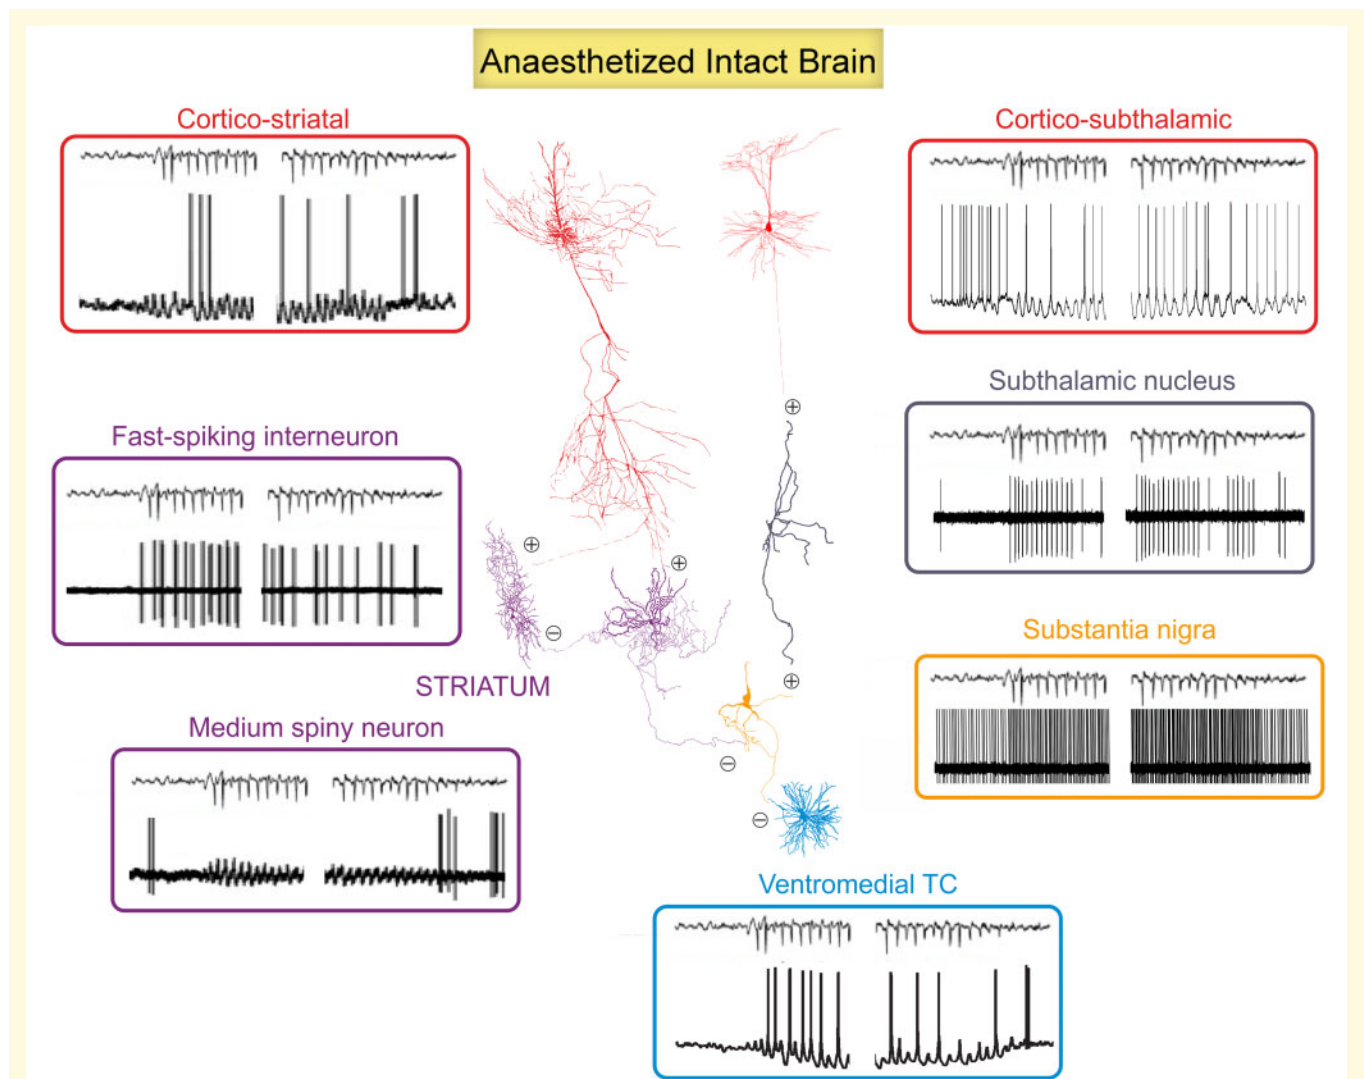 Anaesthetized Intact Brain
Cortico-striatal
Cortico-subthalamic
Subthalamic nucleus
+
Fast-spiking interneuron
+
+
−
Substantia nigra
+
STRIATUM
Medium spiny neuron
−
−
Ventromedial TC